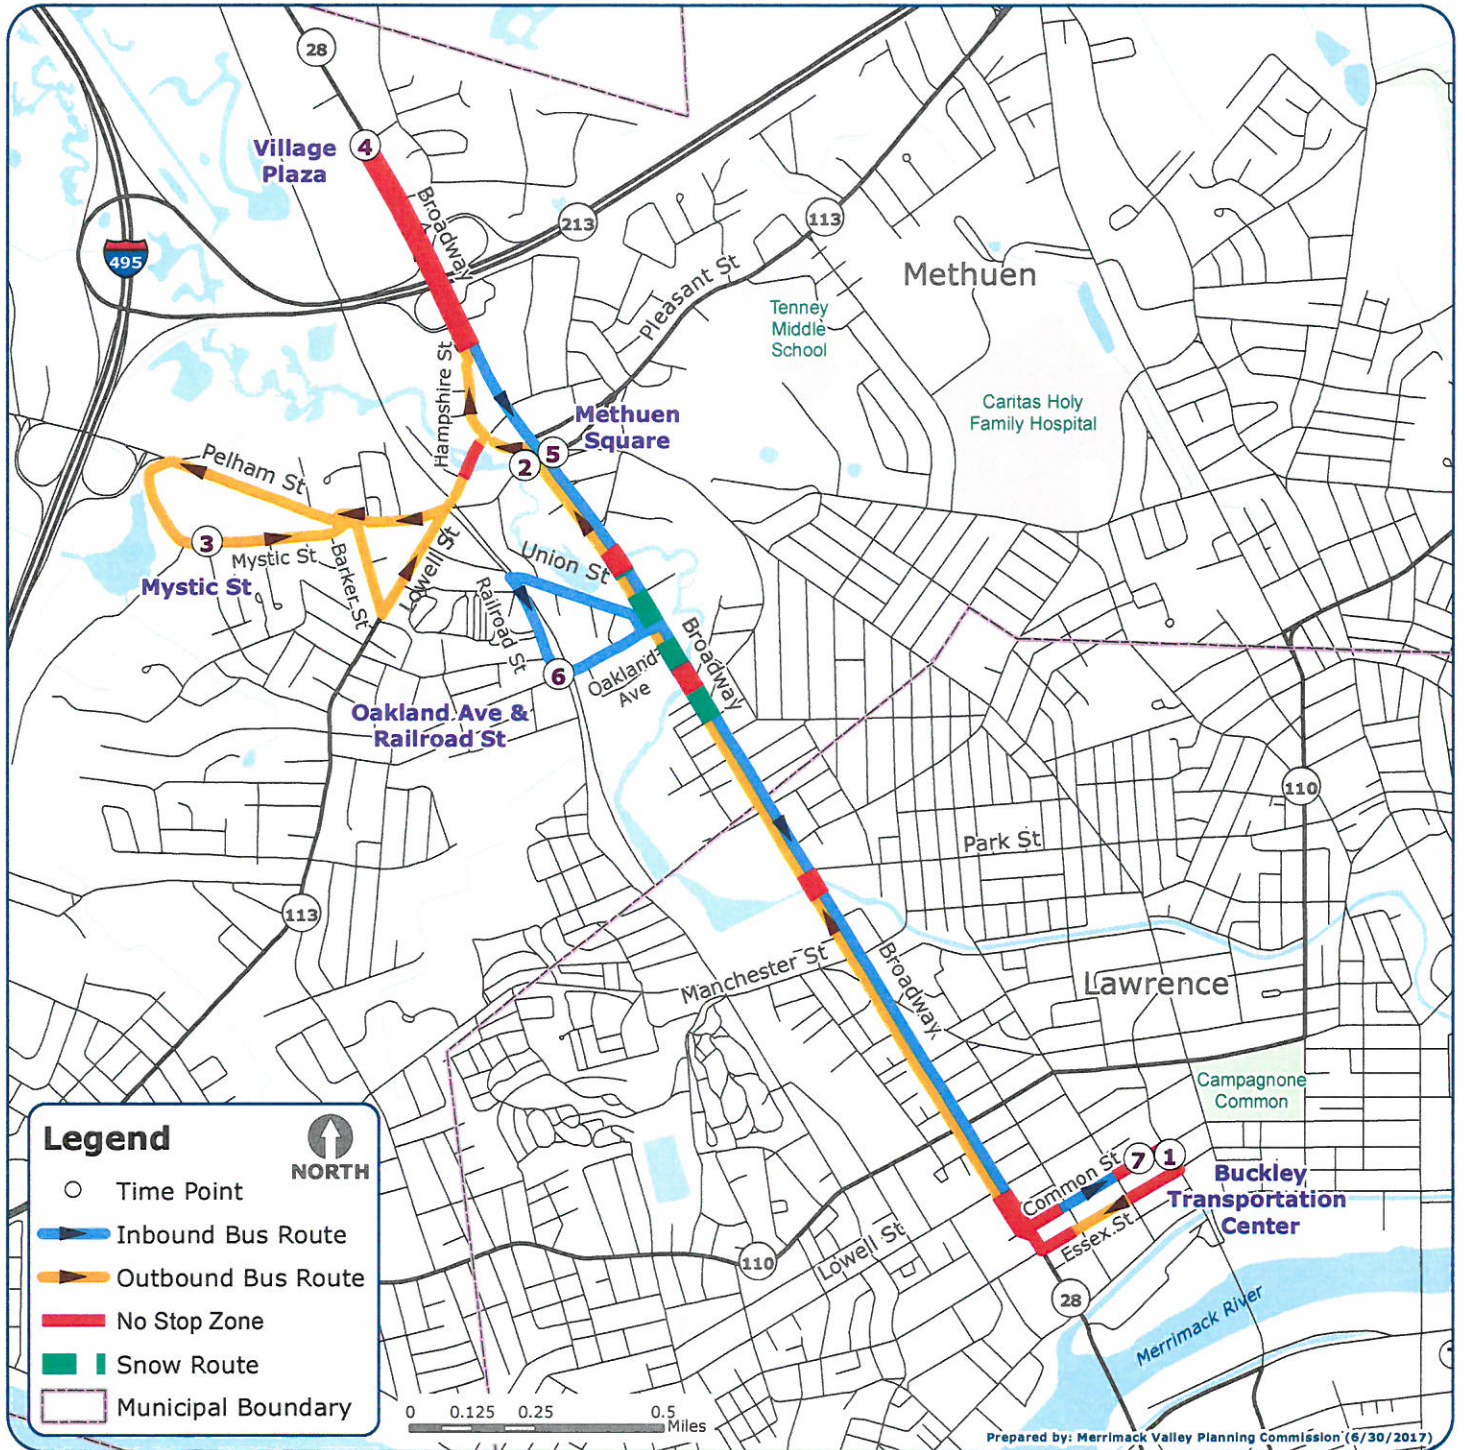 28
4
Village
Plaza
Broadway
213
113
495
Pleasant St
Methuen
Tenney
Middle
School
Hampshire St
Caritas Holy
Family Hospital
Methuen
Square
5
2
Pelham St
3
Mystic St
Mystic St
Barker St
Lowell St
Union St
Railroad St
6
Oakland
Ave
Broadway
Oakland Ave &
Railroad St
110
Park St
113
Manchester St
Broadway
Lawrence
Campagnone
Common
Common St
7
1
Essex St
Buckley
Transportation
Center
110
Lowell St
28
Merrimack River
Legend
NORTH
Time Point
Inbound Bus Route
Outbound Bus Route
No Stop Zone
Snow Route
Municipal Boundary
0 0.125 0.25 0.5
Miles
Prepared by: Merrimack Valley Planning Commission (6/30/2017)